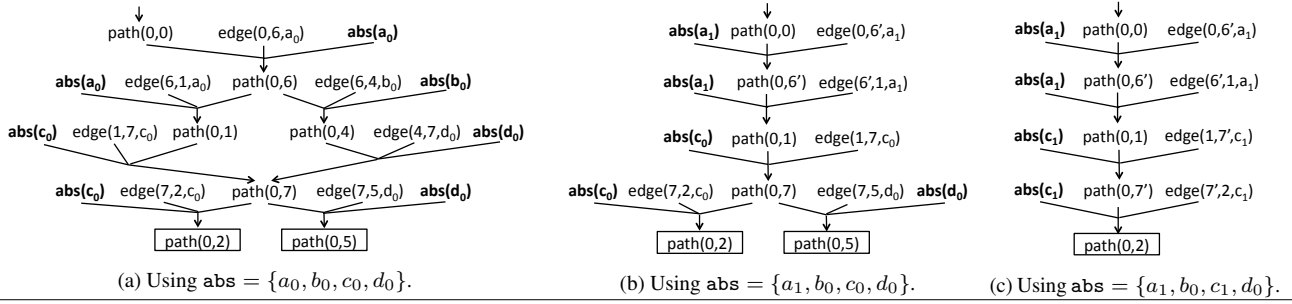 path(0,0) edge(0,6,a₀) abs(a₀)
abs(a₀) edge(6,1,a₀) path(0,6) edge(6,4,b₀) abs(b₀)
abs(c₀) edge(1,7,c₀) path(0,1) path(0,4) edge(4,7,d₀) abs(d₀)
abs(c₀) edge(7,2,c₀) path(0,7) edge(7,5,d₀) abs(d₀)
path(0,2) path(0,5)
(a) Using abs = {a₀, b₀, c₀, d₀}.
abs(a₁) path(0,0) edge(0,6',a₁)
abs(a₁) path(0,6') edge(6',1,a₁)
abs(c₀) path(0,1) edge(1,7,c₀)
abs(c₀) edge(7,2,c₀) path(0,7) edge(7,5,d₀) abs(d₀)
path(0,2) path(0,5)
(b) Using abs = {a₁, b₀, c₀, d₀}.
abs(a₁) path(0,0) edge(0,6',a₁)
abs(a₁) path(0,6') edge(6',1,a₁)
abs(c₁) path(0,1) edge(1,7',c₁)
abs(c₁) path(0,7') edge(7',2,c₁)
path(0,2)
(c) Using abs = {a₁, b₀, c₁, d₀}.